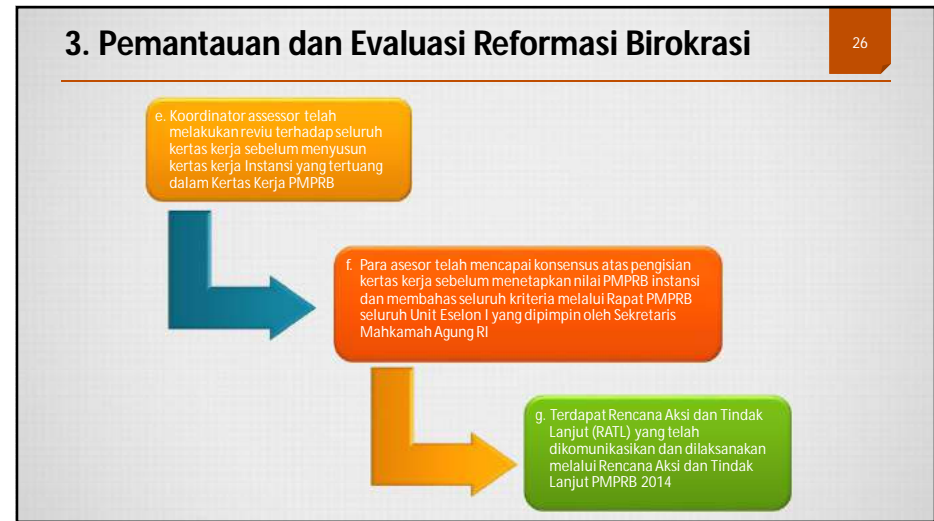 3. Pemantauan dan Evaluasi Reformasi Birokrasi
26
e. Koordinator assessor telah
melakukan reviu terhadap seluruh
kertas kerja sebelum menyusun
kertas kerja Instansi yang tertuang
dalam Kertas Kerja PMPRB
f. Para asesor telah mencapai konsensus atas pengisian
kertas kerja sebelum menetapkan nilai PMPRB instansi
dan membahas seluruh kriteria melalui Rapat PMPRB
seluruh Unit Eselon I yang dipimpin oleh Sekretaris
Mahkamah Agung RI
g. Terdapat Rencana Aksi dan Tindak
Lanjut (RATL) yang telah
dikomunikasikan dan dilaksanakan
melalui Rencana Aksi dan Tindak
Lanjut PMPRB 2014